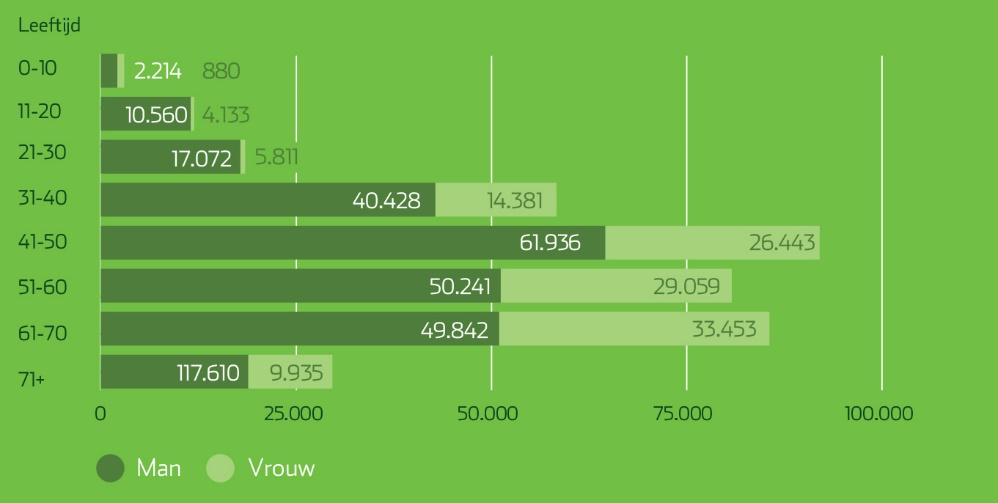 Leeftijd
0-10 2.214 880
11-20 10.560 4.133
21-30 17.072 5.811
31-40 40.428 14.381
41-50 61.936 26.443
51-60 50.241 29.059
61-70 49.842 33.453
71+ 117.610 9.935
0 25.000 50.000 75.000 100.000
Man Vrouw